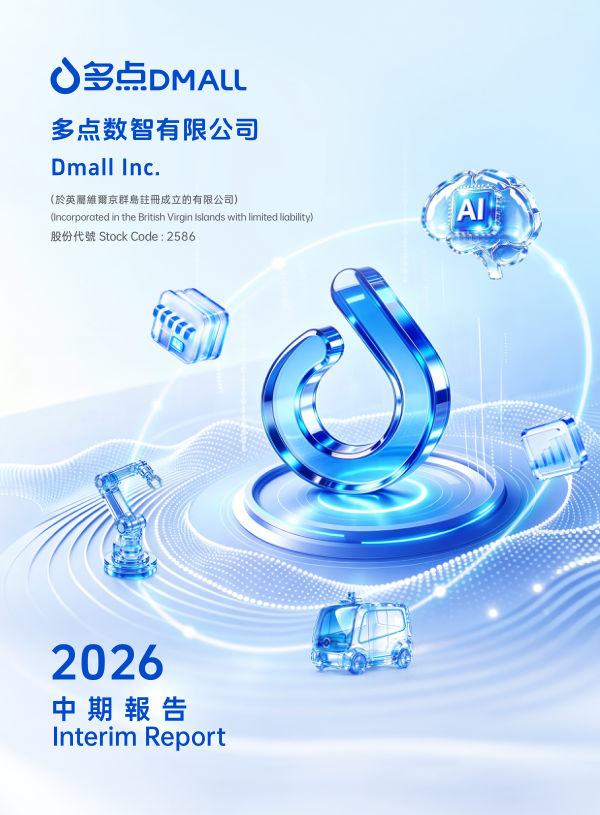 多点DMALL
多点数智有限公司
Dmall Inc.
(於英屬維爾京群島註冊成立的有限公司)
(Incorporated in the British Virgin Islands with limited liability)
股份代號 Stock Code : 2586
AI
2026
中期報告
Interim Report